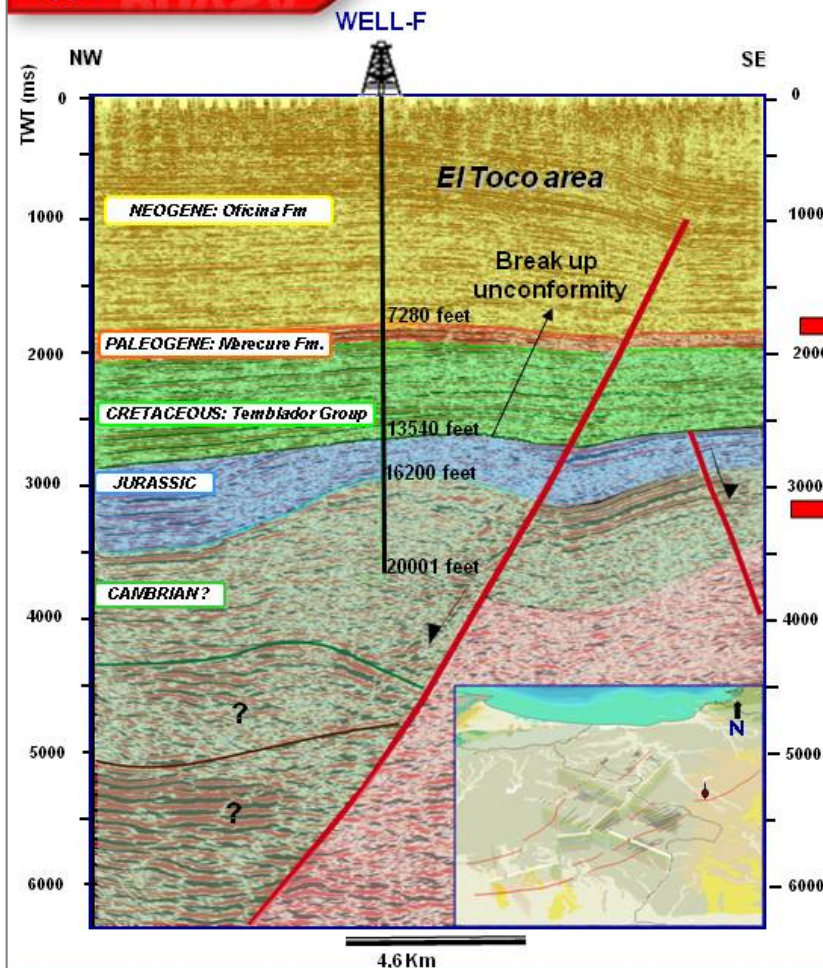 WELL-F
NW
SE
TWT (ms)
0
0
El Toco area
NEOGENE: Oficina Fm
1000
1000
Break up
unconformity
7280 feet
PALEOGENE: Merecure Fm.
2000
2000
CRETACEOUS: Temblador Group
13540 feet
16200 feet
JURASSIC
3000
3000
20001 feet
CAMBRIAN ?
4000
4000
?
N
5000
5000
?
6000
6000
4,6 Km